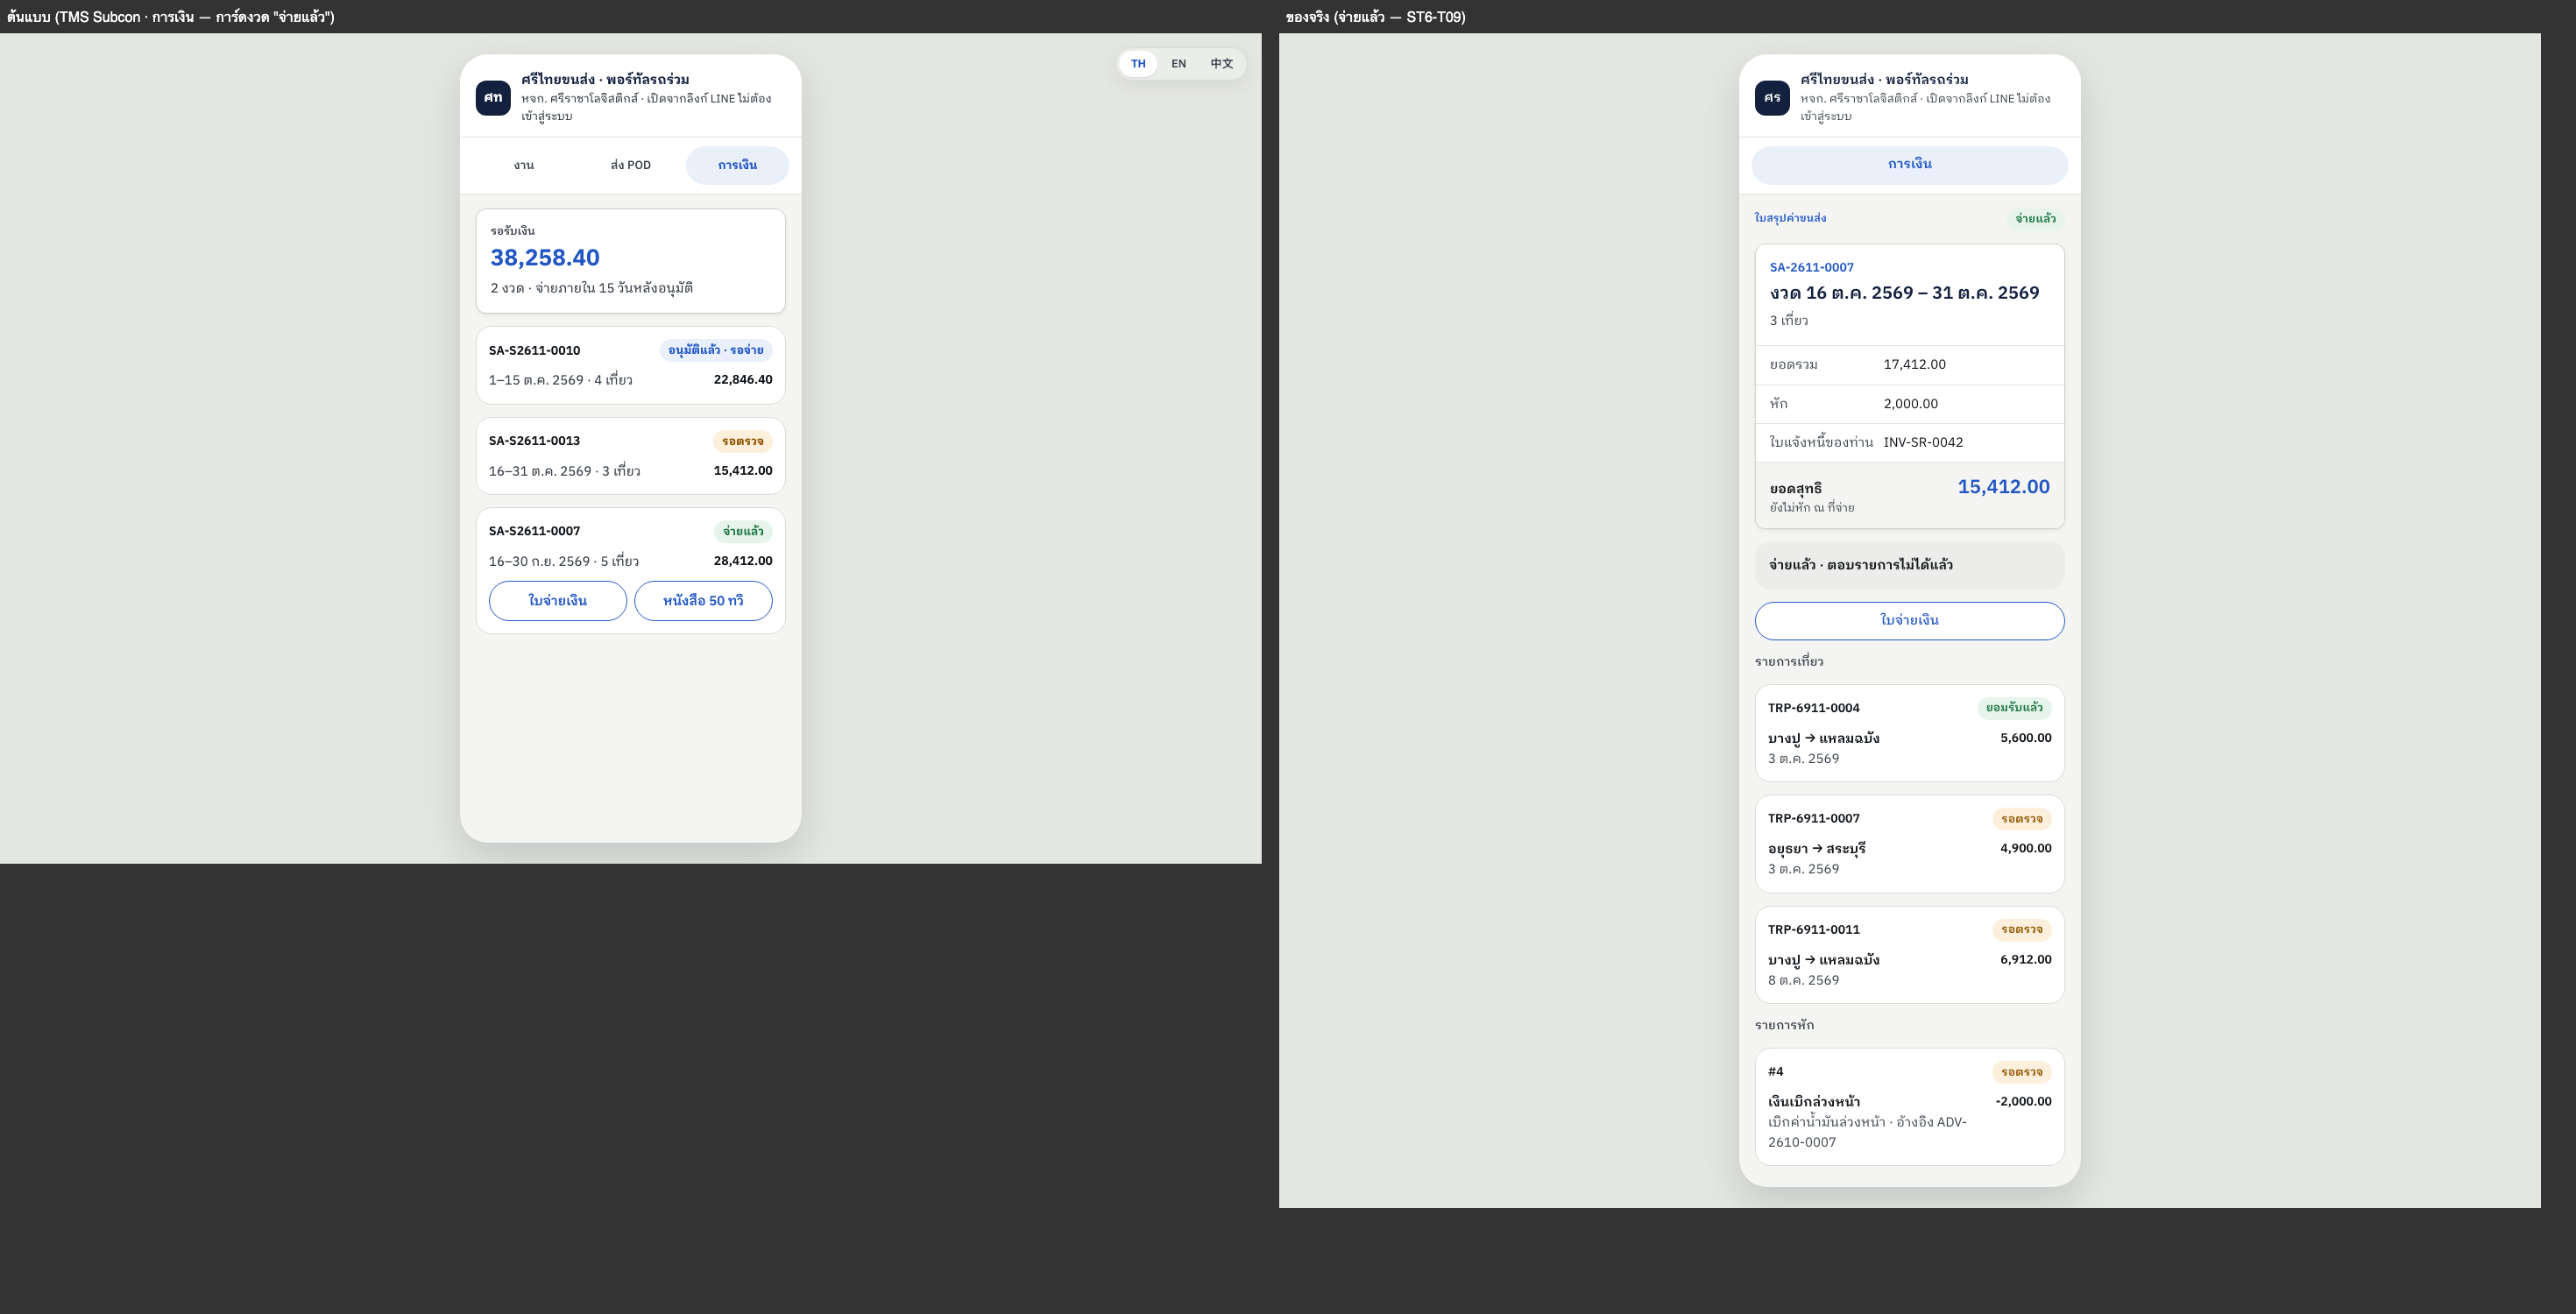 ต้นแบบ (TMS Subcon · การเงิน — การ์ดงวด "จ่ายแล้ว")
TH EN 中文
ศท
ศรีไทยขนส่ง · พอร์ทัลรถร่วม
หจก. ศรีราชาโลจิสติกส์ · เปิดจากลิงก์ LINE ไม่ต้อง
เข้าสู่ระบบ
งาน ส่ง POD การเงิน
รอรับเงิน
38,258.40
2 งวด · จ่ายภายใน 15 วันหลังอนุมัติ
SA-S2611-0010 อนุมัติแล้ว · รอจ่าย
1–15 ต.ค. 2569 · 4 เที่ยว 22,846.40
SA-S2611-0013 รอตรวจ
16–31 ต.ค. 2569 · 3 เที่ยว 15,412.00
SA-S2611-0007 จ่ายแล้ว
16–30 ก.ย. 2569 · 5 เที่ยว 28,412.00
ใบจ่ายเงิน หนังสือ 50 ทวิ
ของจริง (จ่ายแล้ว — ST6-T09)
ศร
ศรีไทยขนส่ง · พอร์ทัลรถร่วม
หจก. ศรีราชาโลจิสติกส์ · เปิดจากลิงก์ LINE ไม่ต้อง
เข้าสู่ระบบ
การเงิน
ใบสรุปค่าขนส่ง จ่ายแล้ว
SA-2611-0007
งวด 16 ต.ค. 2569 – 31 ต.ค. 2569
3 เที่ยว
ยอดรวม 17,412.00
หัก 2,000.00
ใบแจ้งหนี้ของท่าน INV-SR-0042
ยอดสุทธิ 15,412.00
ยังไม่หัก ณ ที่จ่าย
จ่ายแล้ว · ตอบรายการไม่ได้แล้ว
ใบจ่ายเงิน
รายการเที่ยว
TRP-6911-0004 ยอมรับแล้ว
บางปู → แหลมฉบัง 5,600.00
3 ต.ค. 2569
TRP-6911-0007 รอตรวจ
อยุธยา → สระบุรี 4,900.00
3 ต.ค. 2569
TRP-6911-0011 รอตรวจ
บางปู → แหลมฉบัง 6,912.00
8 ต.ค. 2569
รายการหัก
#4 รอตรวจ
เงินเบิกล่วงหน้า -2,000.00
เบิกค่าน้ำมันล่วงหน้า · อ้างอิง ADV-
2610-0007